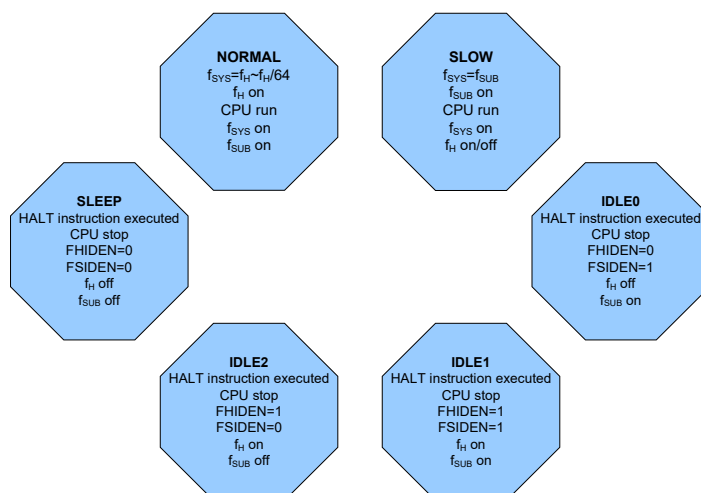 NORMAL
fSYS=fH~fH/64
fH on
CPU run
fSYS on
fSUB on
SLOW
fSYS=fSUB
fSUB on
CPU run
fSYS on
fH on/off
SLEEP
HALT instruction executed
CPU stop
FHIDEN=0
FSIDEN=0
fH off
fSUB off
IDLE0
HALT instruction executed
CPU stop
FHIDEN=0
FSIDEN=1
fH off
fSUB on
IDLE2
HALT instruction executed
CPU stop
FHIDEN=1
FSIDEN=0
fH on
fSUB off
IDLE1
HALT instruction executed
CPU stop
FHIDEN=1
FSIDEN=1
fH on
fSUB on